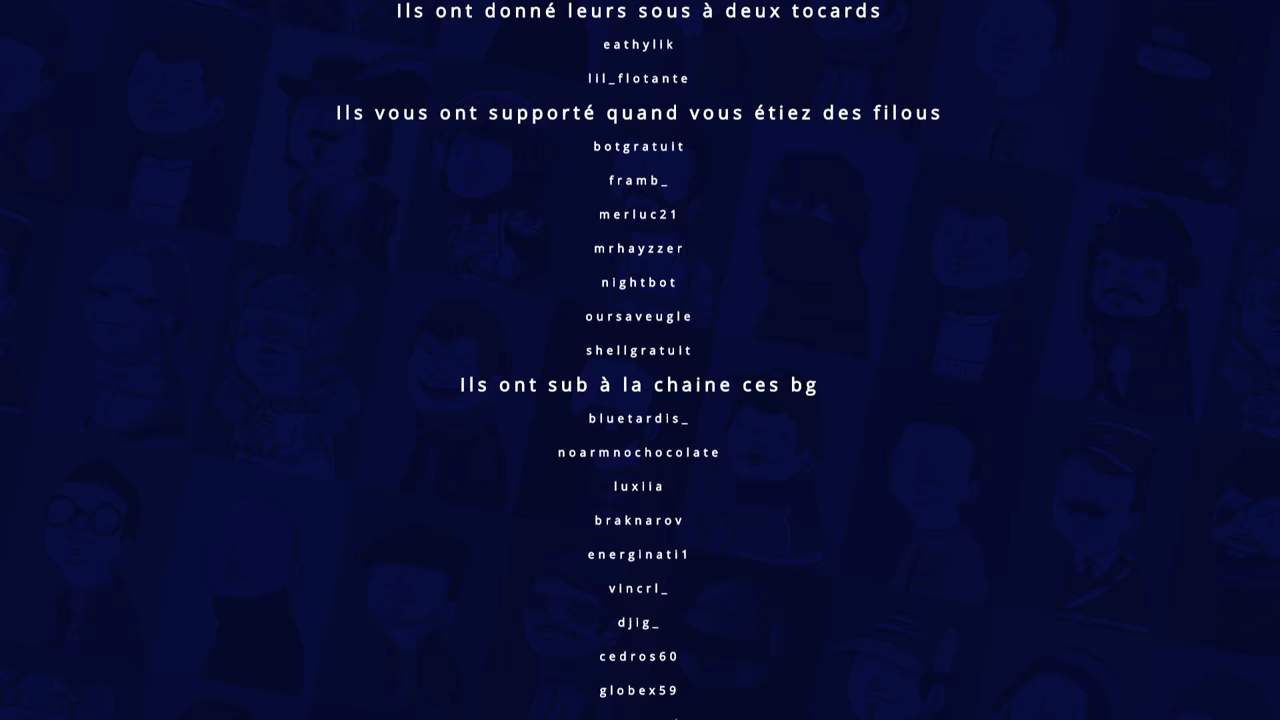 Ils ont donné leurs sous à deux tocards
eathylik
lil_flotante
Ils vous ont supporté quand vous étiez des filous
botgratuit
framb_
merluc21
mrhayzzer
nightbot
oursaveugle
shellgratuit
Ils ont sub à la chaine ces bg
bluetardis_
noarmnochocolate
luxiia
braknarov
energinati1
vincrl_
djig_
cedros60
globex59